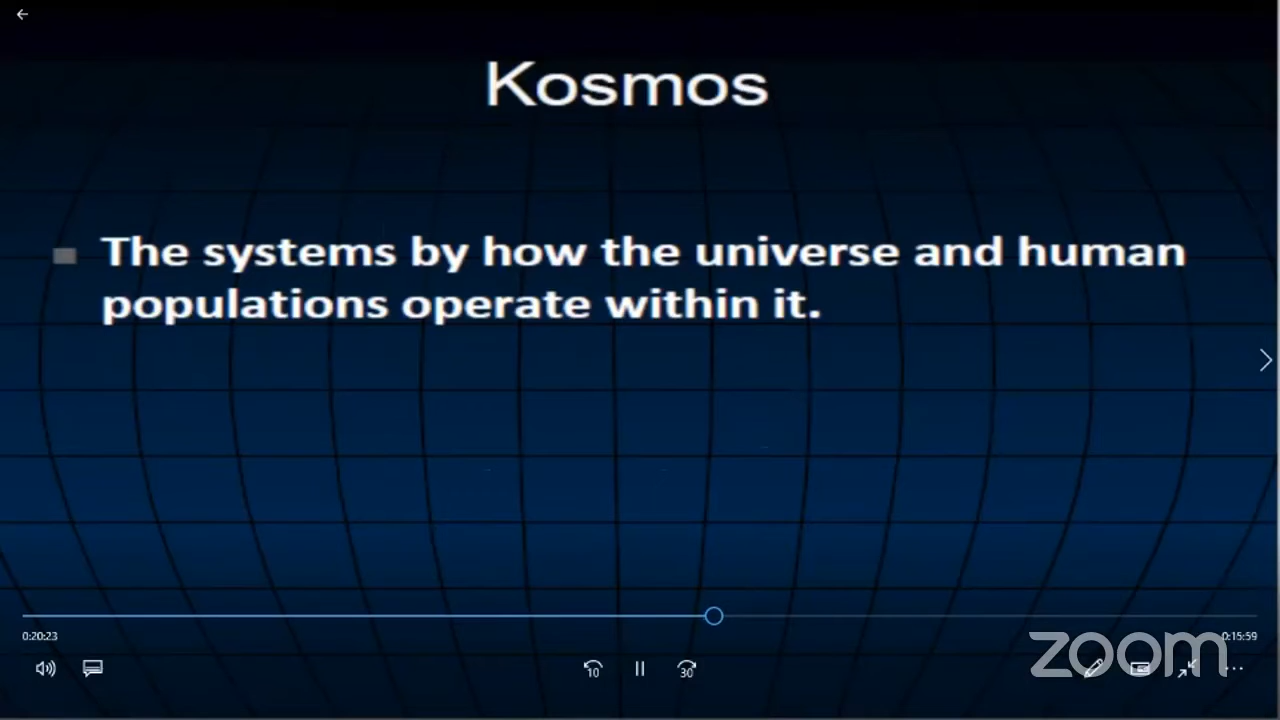 Kosmos
The systems by how the universe and human
populations operate within it.
0:20:23
0:15:59
zoom
10
30